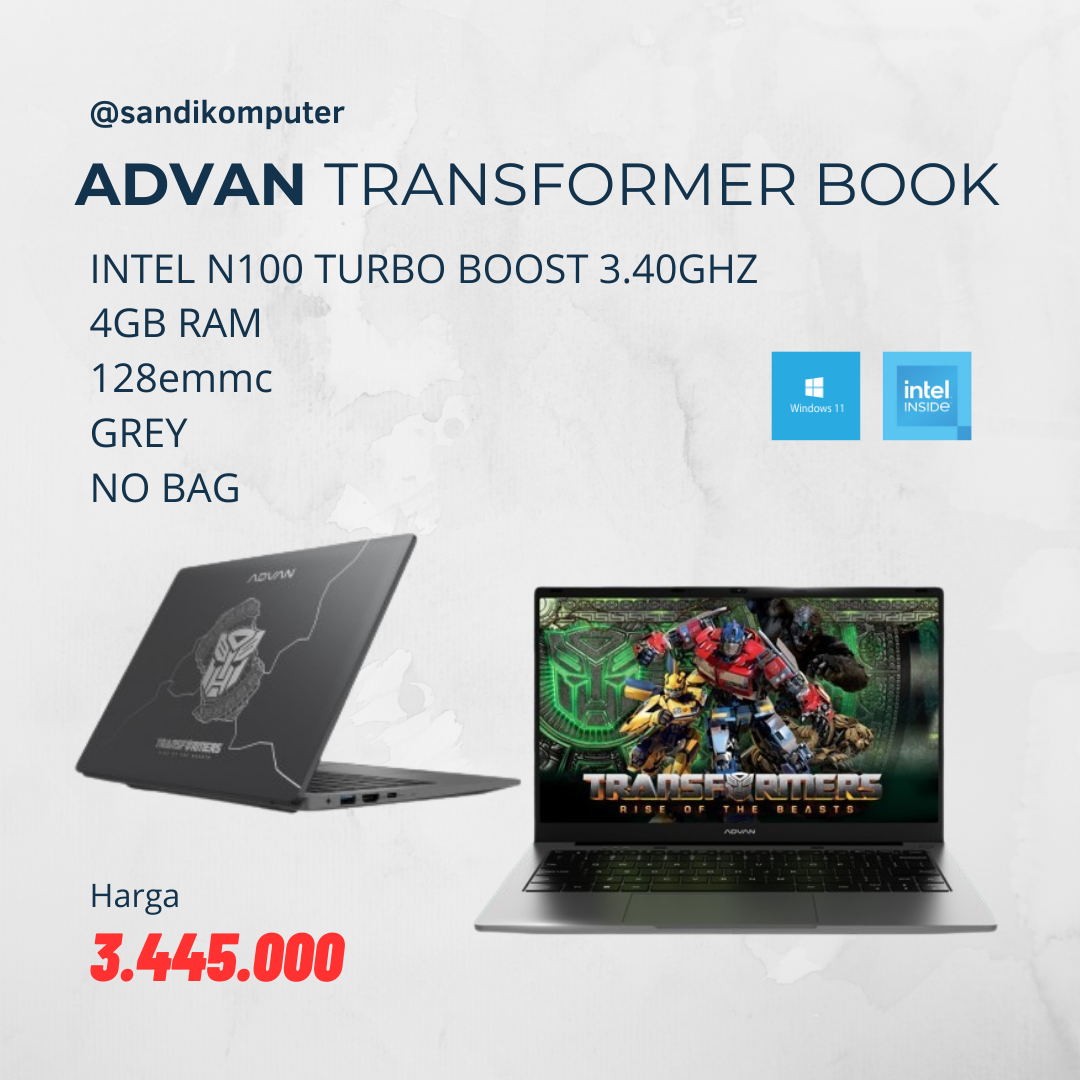 @sandikomputer
ADVAN TRANSFORMER BOOK
INTEL N100 TURBO BOOST 3.40GHZ
4GB RAM
128emmc
GREY
NO BAG
Windows 11
intel
INSIDE
ADVAN
TRANSFORMERS
RISE OF THE BEASTS
TRANSFORMERS
RISE OF THE BEASTS
ADVAN
Harga
3.445.000